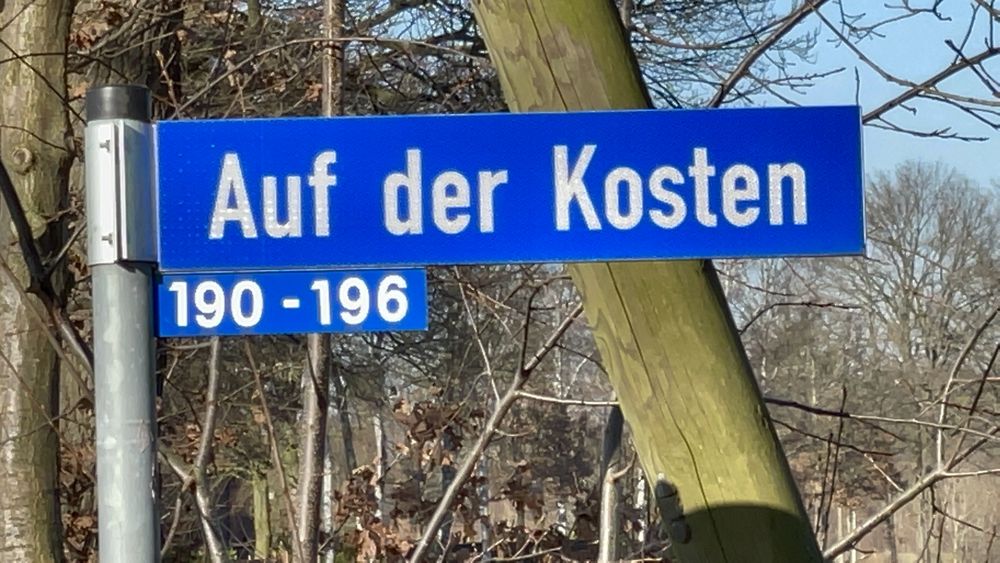 Auf der Kosten
190 - 196